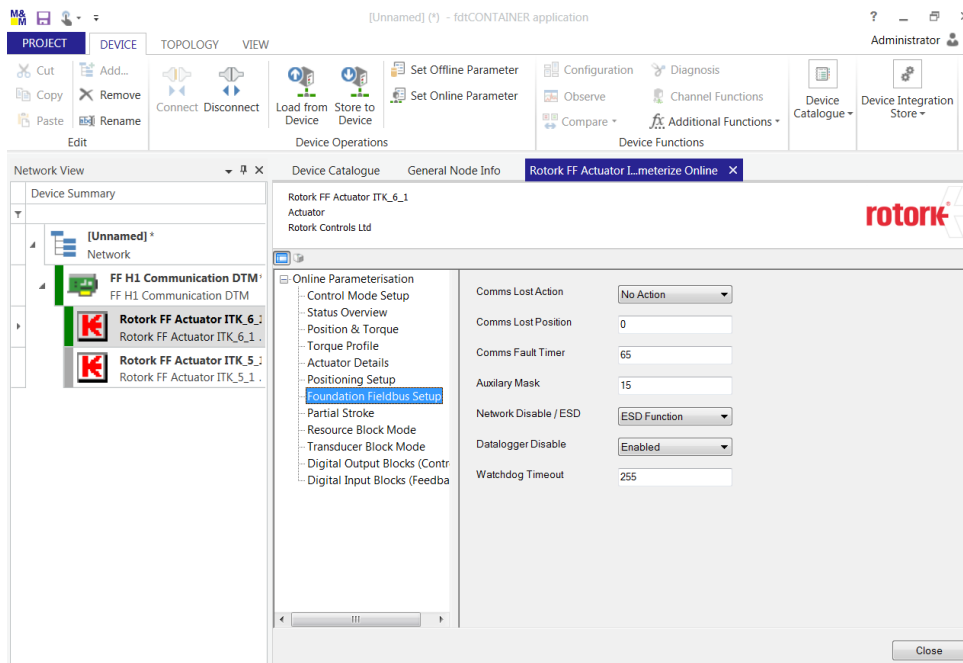 M&M
[Unnamed] (*) - fdtCONTAINER application
?
PROJECT DEVICE TOPOLOGY VIEW
Administrator
Cut
Copy
Paste
Add...
Remove
Rename
Edit
Connect
Disconnect
Load from Device
Store to Device
Set Offline Parameter
Set Online Parameter
Device Operations
Configuration
Observe
Compare
Diagnosis
Channel Functions
fx Additional Functions
Device Functions
Device Catalogue
Device Integration Store
Network View
Device Summary
[Unnamed] *
Network
FF H1 Communication DTM*
FF H1 Communication DTM
Rotork FF Actuator ITK_6_1
Rotork FF Actuator ITK_6_1 .
Rotork FF Actuator ITK_5_1
Rotork FF Actuator ITK_5_1 .
Device Catalogue
General Node Info
Rotork FF Actuator I...meterize Online
Rotork FF Actuator ITK_6_1
Actuator
Rotork Controls Ltd
rotork
Online Parameterisation
Control Mode Setup
Status Overview
Position & Torque
Torque Profile
Actuator Details
Positioning Setup
Foundation Fieldbus Setup
Partial Stroke
Resource Block Mode
Transducer Block Mode
Digital Output Blocks (Contr
Digital Input Blocks (Feedba
Comms Lost Action No Action
Comms Lost Position 0
Comms Fault Timer 65
Auxilary Mask 15
Network Disable / ESD ESD Function
Datalogger Disable Enabled
Watchdog Timeout 255
Close